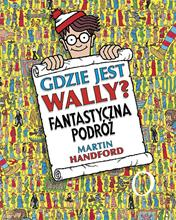 GDZIE JEST
WALLY?
FANTASTYCZNA
PODRÓŻ
MARTIN
HANDFORD